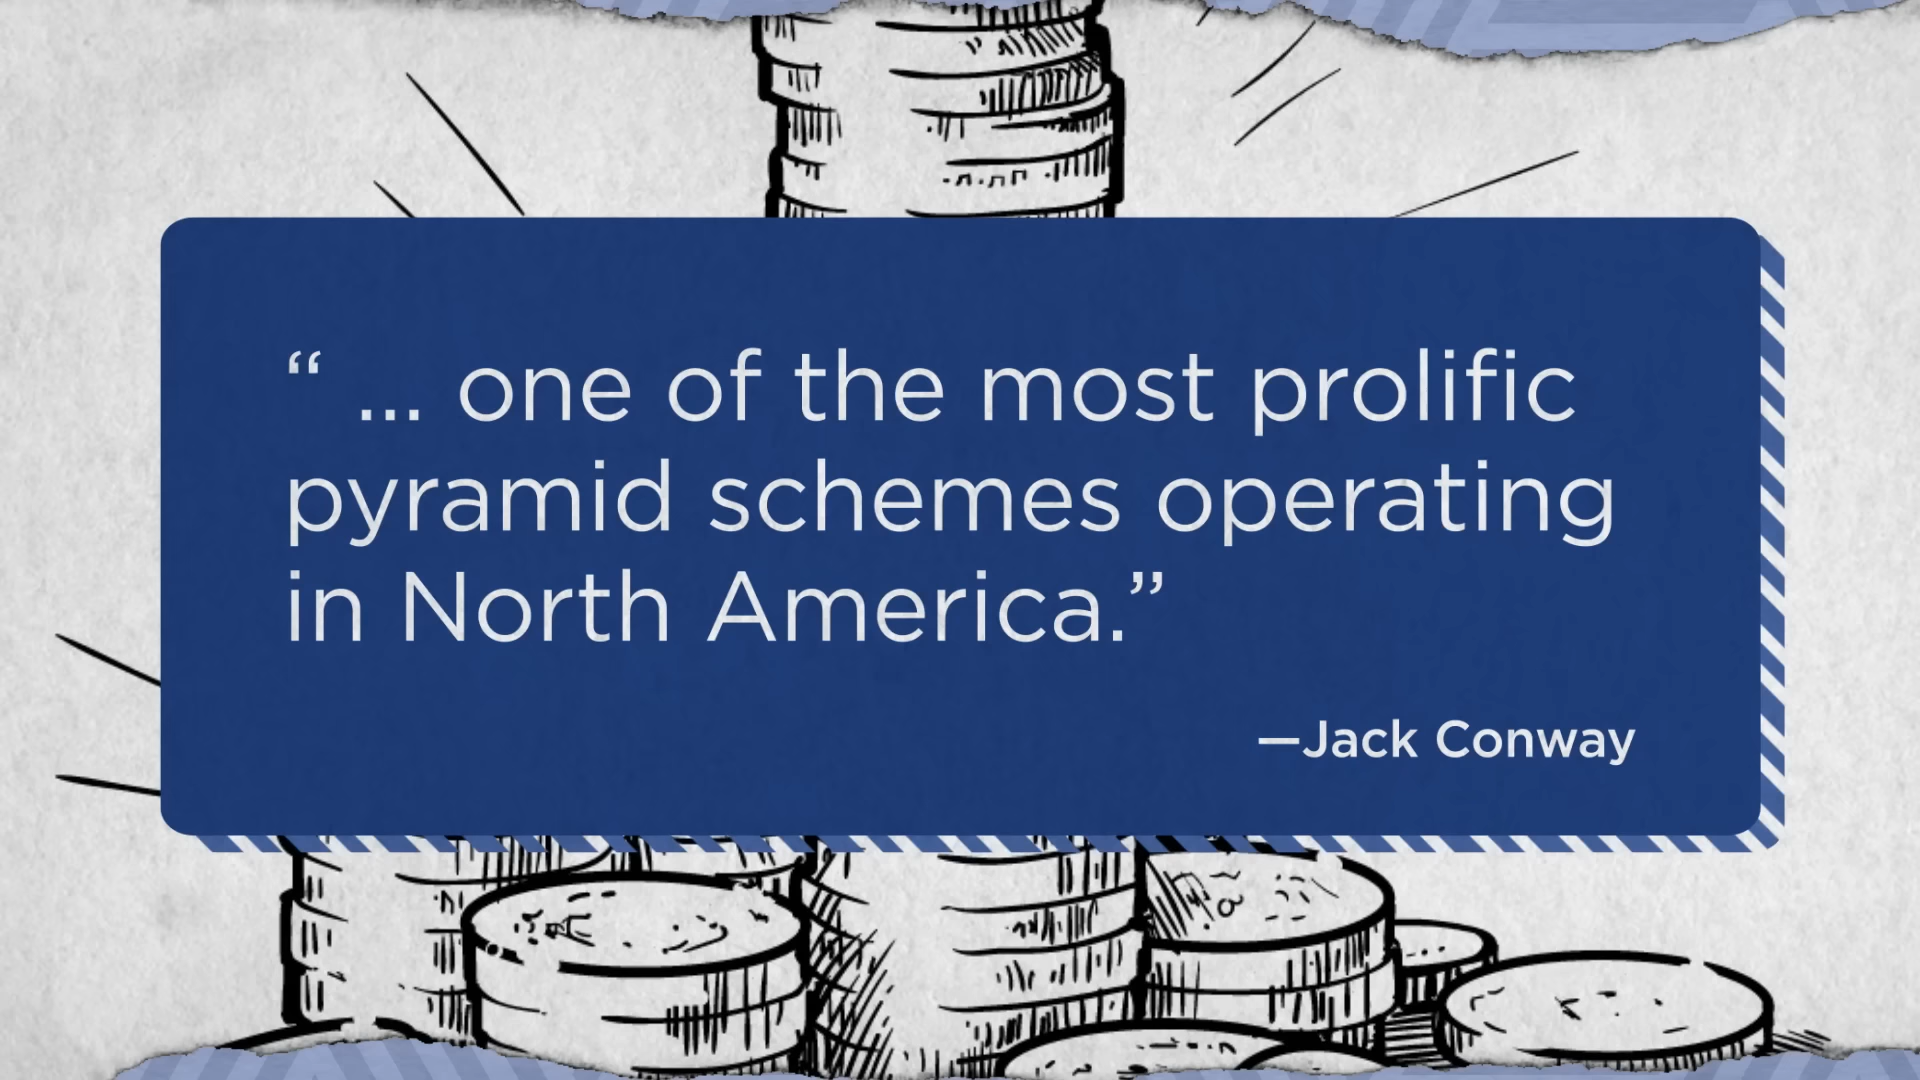 “ ... one of the most prolific
pyramid schemes operating
in North America.”
—Jack Conway